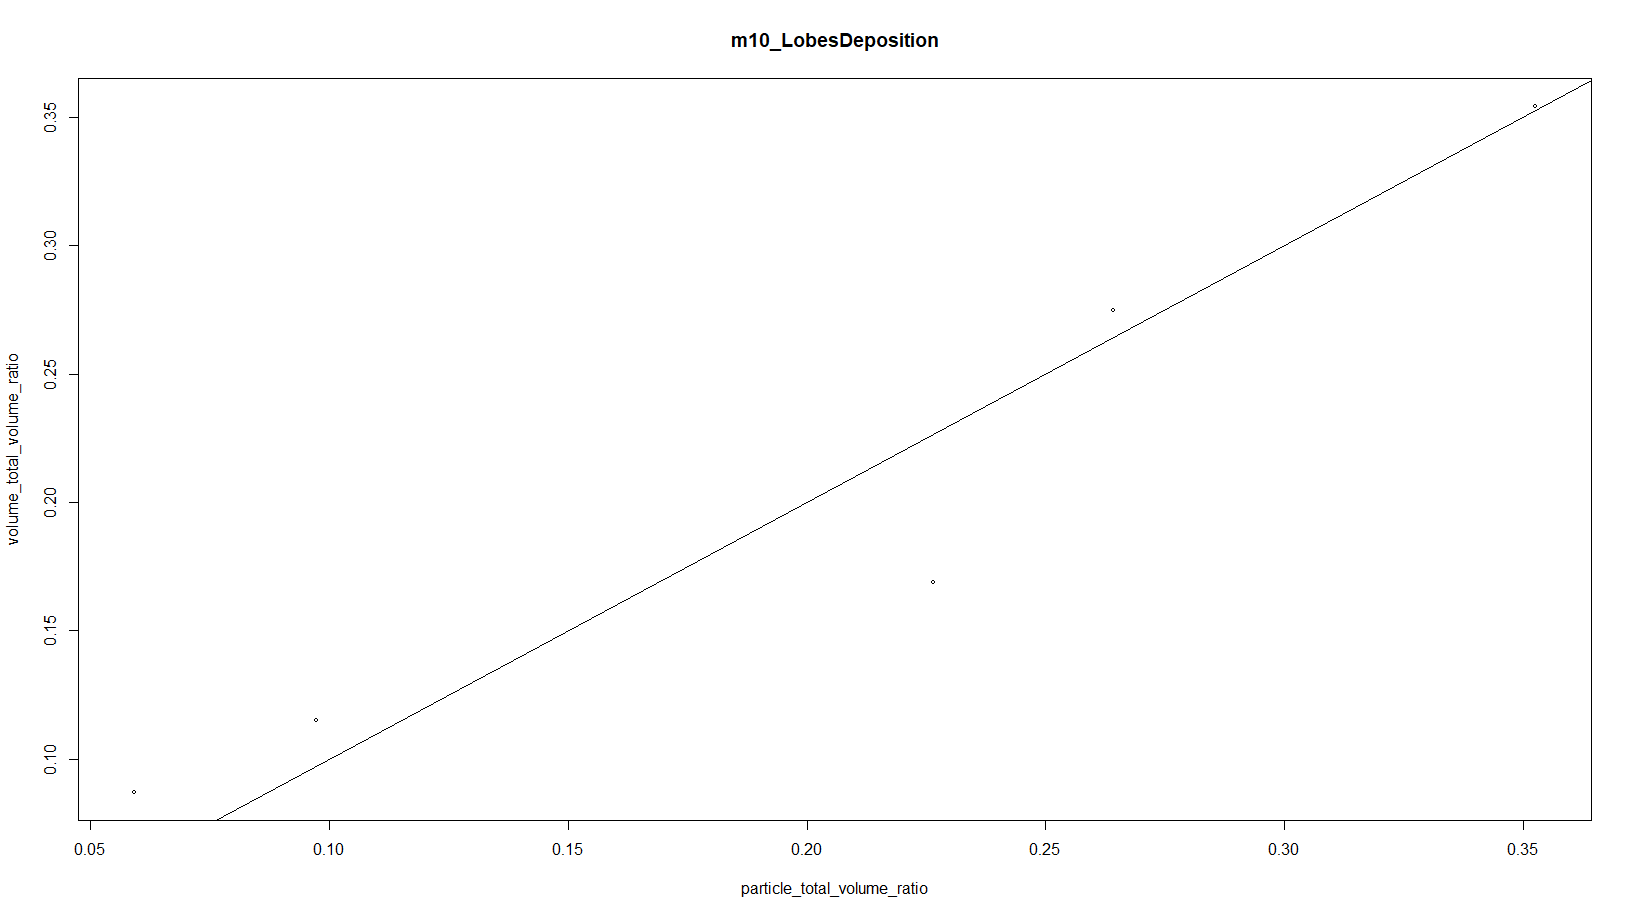 m10_LobesDeposition
volume_total_volume_ratio
0.35
0.30
0.25
0.20
0.15
0.10
0.05 0.10 0.15 0.20 0.25 0.30 0.35
particle_total_volume_ratio